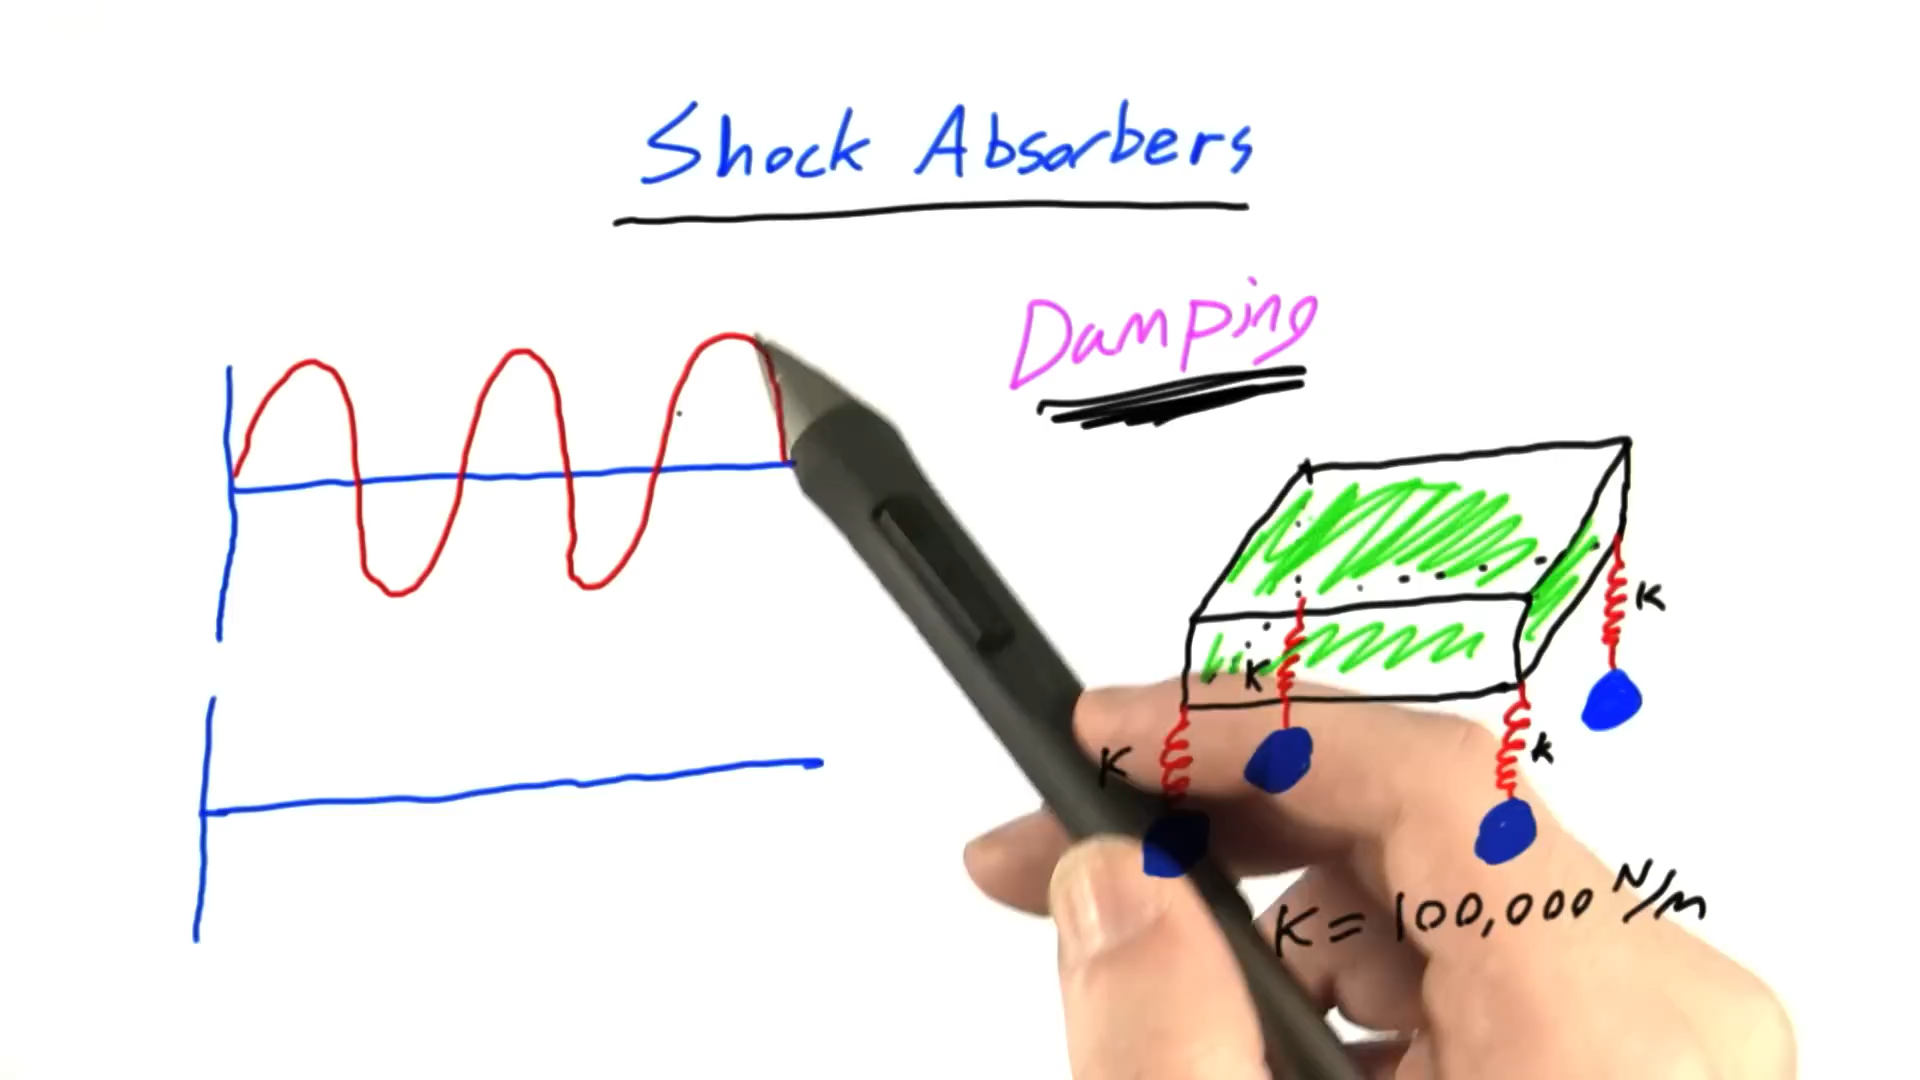 Shock Absorbers
Damping
K
K
K
K
K = 100,000 N/m